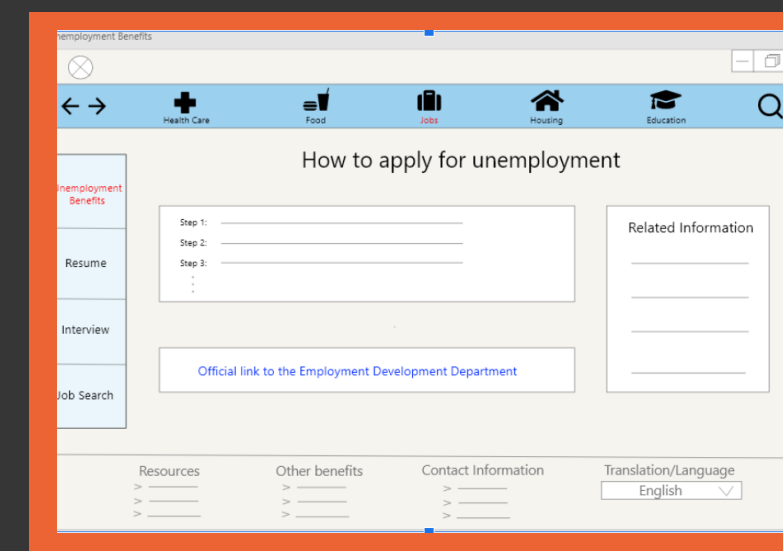 nemployment Benefits
Health Care
Food
Jobs
Housing
Education
How to apply for unemployment
nemployment
Benefits
Resume
Interview
Job Search
Step 1:
Step 2:
Step 3:
Related Information
Official link to the Employment Development Department
Resources
Other benefits
Contact Information
Translation/Language
>
>
>
>
>
>
>
>
>
English